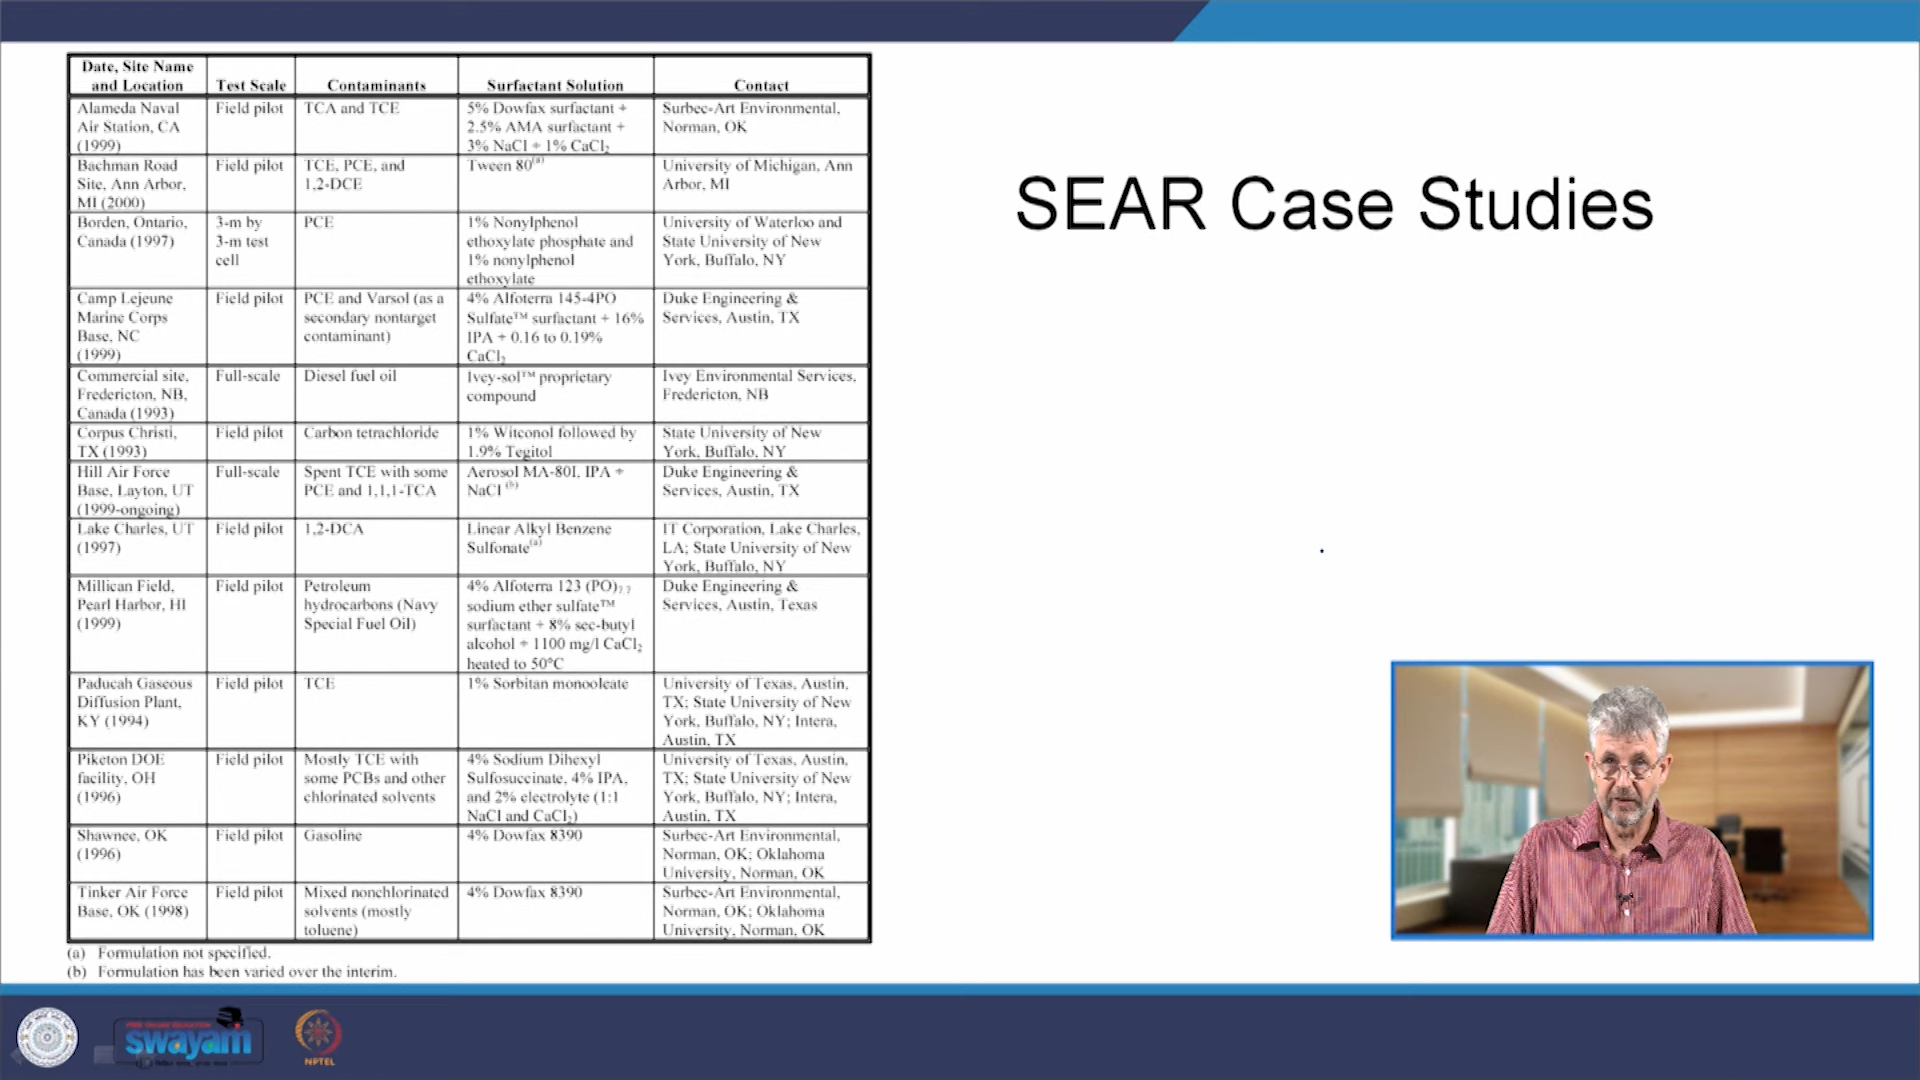 Date, Site Name
and Location
Test Scale
Contaminants
Surfactant Solution
Contact
Alameda Naval
Air Station, CA
(1999)
Field pilot
TCA and TCE
5% Dowfax surfactant +
2.5% AMA surfactant +
3% NaCl + 1% CaCl₂
Surbec-Art Environmental,
Norman, OK
Bachman Road
Site, Ann Arbor,
MI (2000)
Field pilot
TCE, PCE, and
1,2-DCE
Tween 80(a)
University of Michigan, Ann
Arbor, MI
Borden, Ontario,
Canada (1997)
3-m by
3-m test
cell
PCE
1% Nonylphenol
ethoxylate phosphate and
1% nonylphenol
ethoxylate
University of Waterloo and
State University of New
York, Buffalo, NY
Camp Lejeune
Marine Corps
Base, NC
(1999)
Field pilot
PCE and Varsol (as a
secondary nontarget
contaminant)
4% Alfoterra 145-4PO
Sulfate™ surfactant + 16%
IPA + 0.16 to 0.19%
CaCl₂
Duke Engineering &
Services, Austin, TX
Commercial site,
Fredericton, NB,
Canada (1993)
Full-scale
Diesel fuel oil
Ivey-sol™ proprietary
compound
Ivey Environmental Services,
Fredericton, NB
Corpus Christi,
TX (1993)
Field pilot
Carbon tetrachloride
1% Witconol followed by
1.9% Tegitol
State University of New
York, Buffalo, NY
Hill Air Force
Base, Layton, UT
(1999-ongoing)
Full-scale
Spent TCE with some
PCE and 1,1,1-TCA
Aerosol MA-80I, IPA +
NaCl (b)
Duke Engineering &
Services, Austin, TX
Lake Charles, UT
(1997)
Field pilot
1,2-DCA
Linear Alkyl Benzene
Sulfonate(a)
IT Corporation, Lake Charles,
LA; State University of New
York, Buffalo, NY
Millican Field,
Pearl Harbor, HI
(1999)
Field pilot
Petroleum
hydrocarbons (Navy
Special Fuel Oil)
4% Alfoterra 123 (PO)₇.₇
sodium ether sulfate™
surfactant + 8% sec-butyl
alcohol + 1100 mg/l CaCl₂
heated to 50°C
Duke Engineering &
Services, Austin, Texas
Paducah Gaseous
Diffusion Plant,
KY (1994)
Field pilot
TCE
1% Sorbitan monooleate
University of Texas, Austin,
TX; State University of New
York, Buffalo, NY; Intera,
Austin, TX
Piketon DOE
facility, OH
(1996)
Field pilot
Mostly TCE with
some PCBs and other
chlorinated solvents
4% Sodium Dihexyl
Sulfosuccinate, 4% IPA,
and 2% electrolyte (1:1
NaCl and CaCl₂)
University of Texas, Austin,
TX; State University of New
York, Buffalo, NY; Intera,
Austin, TX
Shawnee, OK
(1996)
Field pilot
Gasoline
4% Dowfax 8390
Surbec-Art Environmental,
Norman, OK; Oklahoma
University, Norman, OK
Tinker Air Force
Base, OK (1998)
Field pilot
Mixed nonchlorinated
solvents (mostly
toluene)
4% Dowfax 8390
Surbec-Art Environmental,
Norman, OK; Oklahoma
University, Norman, OK
(a) Formulation not specified.
(b) Formulation has been varied over the interim.
SEAR Case Studies
swayam
NPTEL